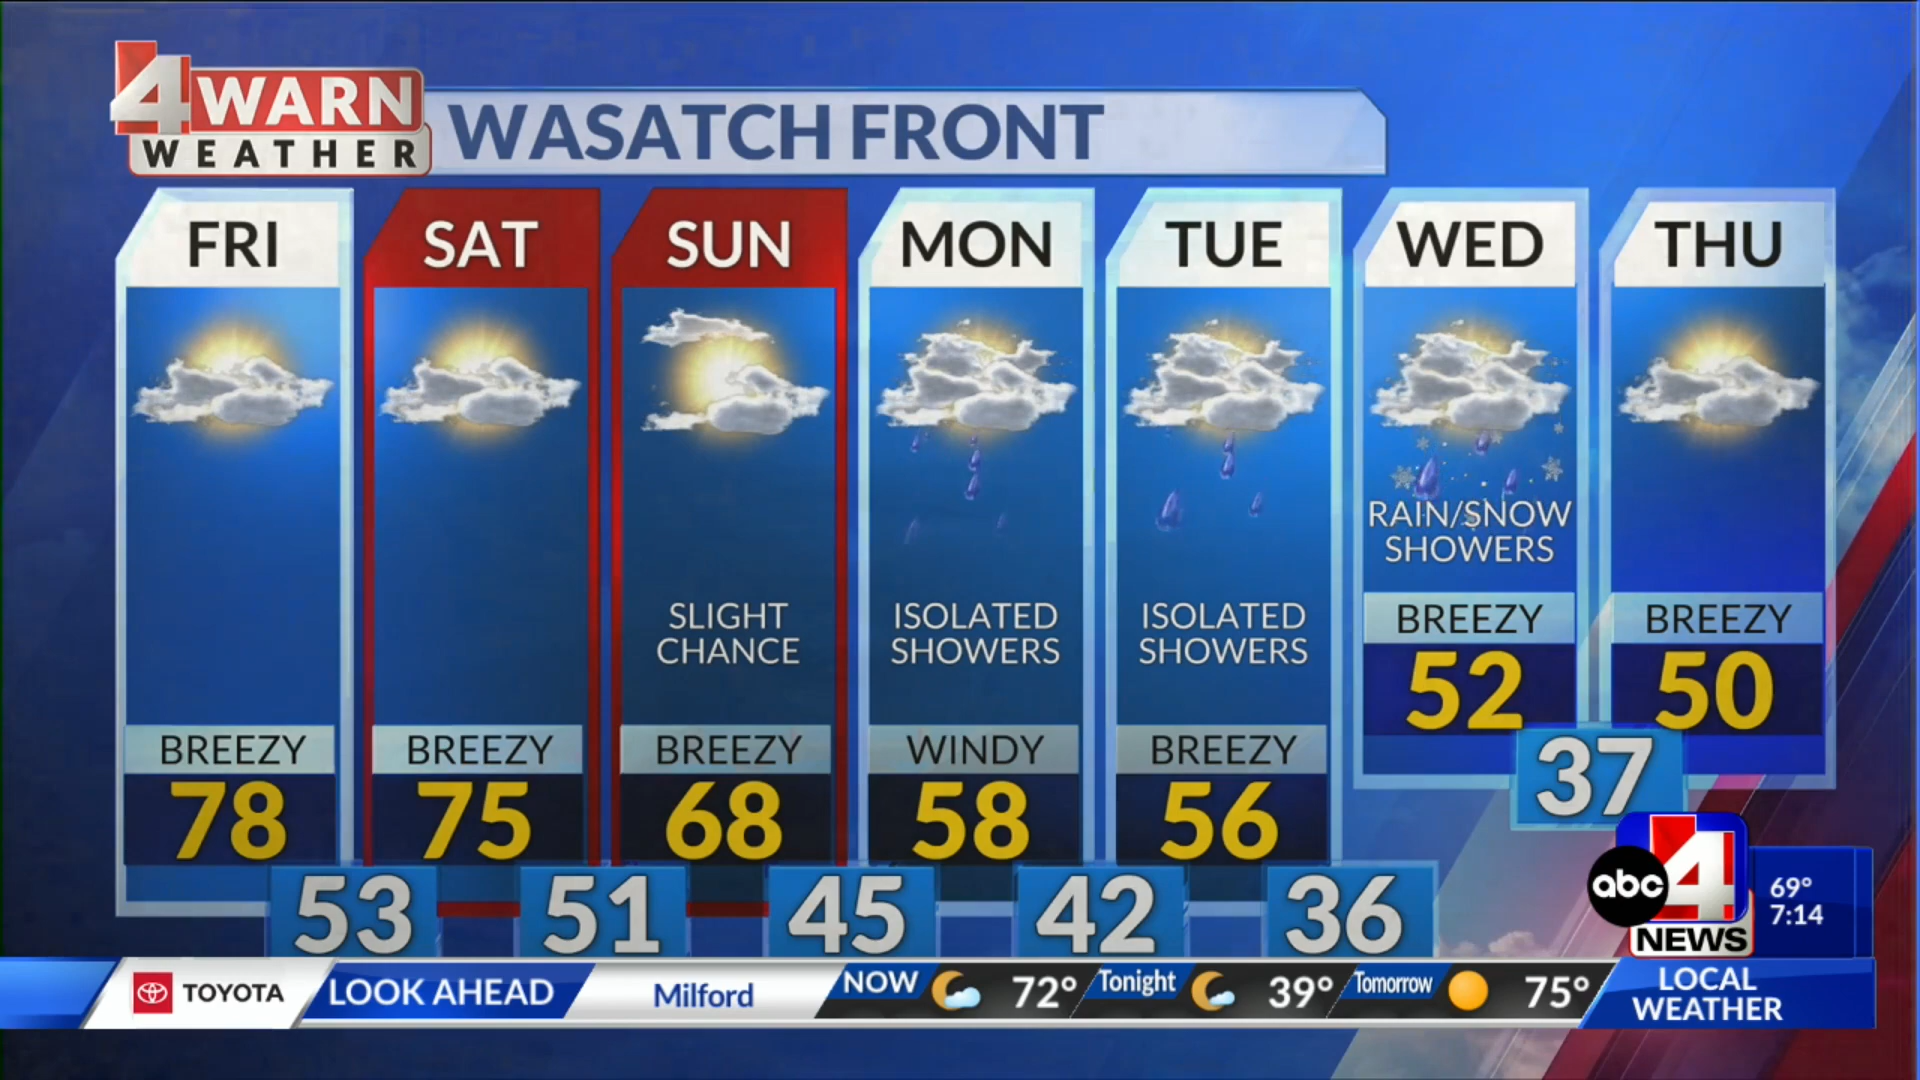 4WARN
WEATHER
WASATCH FRONT
FRI SAT SUN MON TUE WED THU
RAIN/SNOW
SHOWERS
SLIGHT
CHANCE
ISOLATED
SHOWERS
ISOLATED
SHOWERS
BREEZY BREEZY
52 50
37
BREEZY BREEZY BREEZY WINDY BREEZY
78 75 68 58 56
53 51 45 42 36
abc 4
NEWS
69°
7:14
TOYOTA LOOK AHEAD Milford NOW 72° Tonight 39° Tomorrow 75°
LOCAL
WEATHER